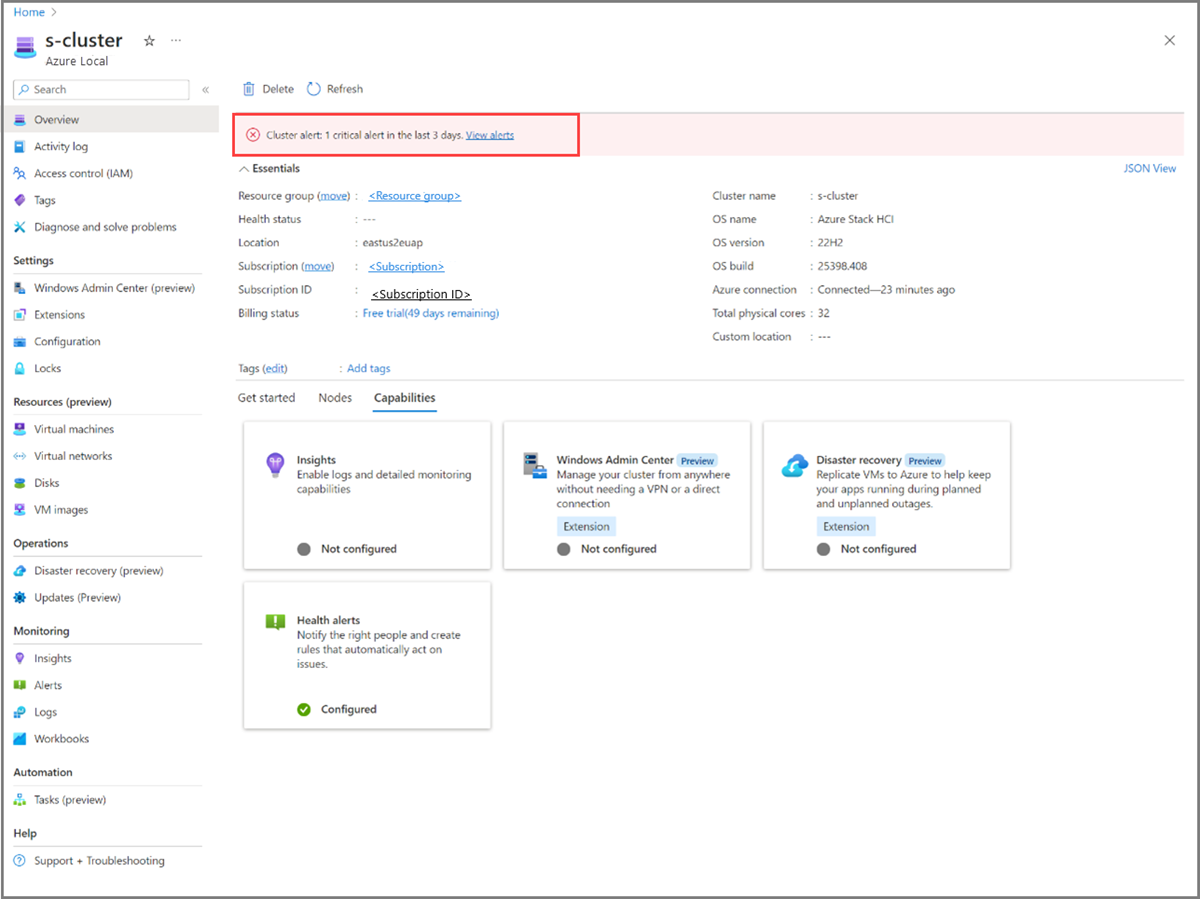 Home
s-cluster
Azure Local
Search
Delete Refresh
Overview
Activity log
Access control (IAM)
Tags
Diagnose and solve problems
Settings
Windows Admin Center (preview)
Extensions
Configuration
Locks
Resources (preview)
Virtual machines
Virtual networks
Disks
VM images
Operations
Disaster recovery (preview)
Updates (Preview)
Monitoring
Insights
Alerts
Logs
Workbooks
Automation
Tasks (preview)
Help
Support + Troubleshooting
Cluster alert: 1 critical alert in the last 3 days. View alerts
Essentials
JSON View
Resource group (move) : <Resource group>
Health status : ---
Location : eastus2euap
Subscription (move) : <Subscription>
Subscription ID : <Subscription ID>
Billing status : Free trial(49 days remaining)
Cluster name : s-cluster
OS name : Azure Stack HCI
OS version : 22H2
OS build : 25398.408
Azure connection : Connected—23 minutes ago
Total physical cores : 32
Custom location : ---
Tags (edit) : Add tags
Get started Nodes Capabilities
Insights
Enable logs and detailed monitoring
capabilities
Not configured
Windows Admin Center Preview
Manage your cluster from anywhere
without needing a VPN or a direct
connection
Extension
Not configured
Disaster recovery Preview
Replicate VMs to Azure to help keep
your apps running during planned
and unplanned outages.
Extension
Not configured
Health alerts
Notify the right people and create
rules that automatically act on
issues.
Configured